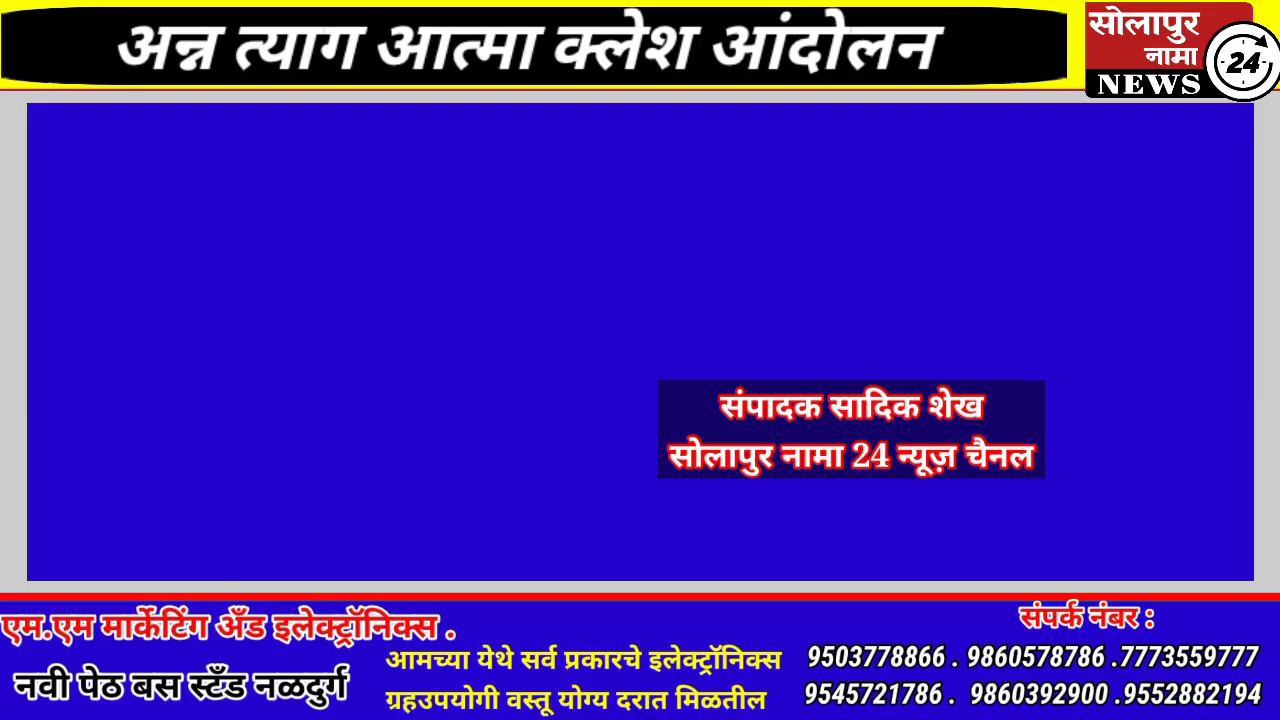 अन्न त्याग आत्मा क्लेश आंदोलन
सोलापुर
नामा
NEWS
24
संपादक सादिक शेख
सोलापुर नामा 24 न्यूज़ चैनल
एम.एम मार्केटिंग अँड इलेक्ट्रॉनिक्स .
नवी पेठ बस स्टँड नळदुर्ग
आमच्या येथे सर्व प्रकारचे इलेक्ट्रॉनिक्स
ग्रहउपयोगी वस्तू योग्य दरात मिळतील
संपर्क नंबर :
9503778866 . 9860578786 .7773559777
9545721786 . 9860392900 .9552882194